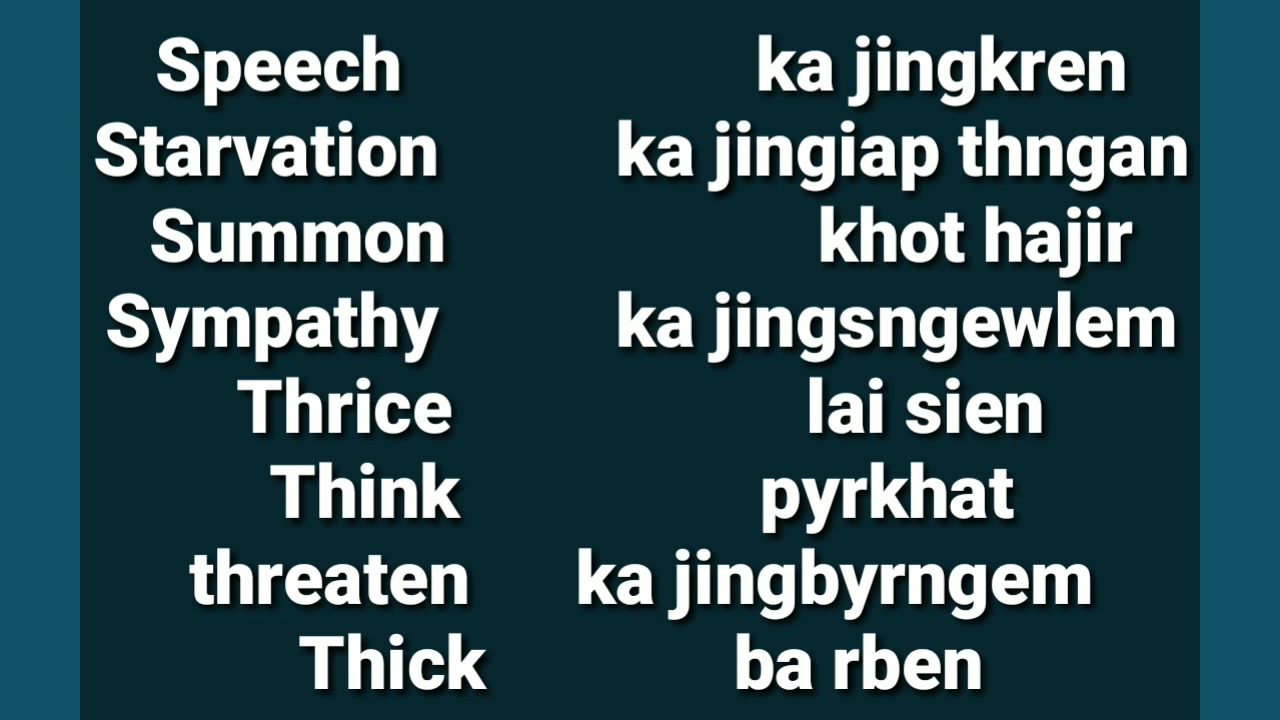 Speech ka jingkren
Starvation ka jingiap thngan
Summon khot hajir
Sympathy ka jingsngewlem
Thrice lai sien
Think pyrkhat
threaten ka jingbyrngem
Thick ba rben